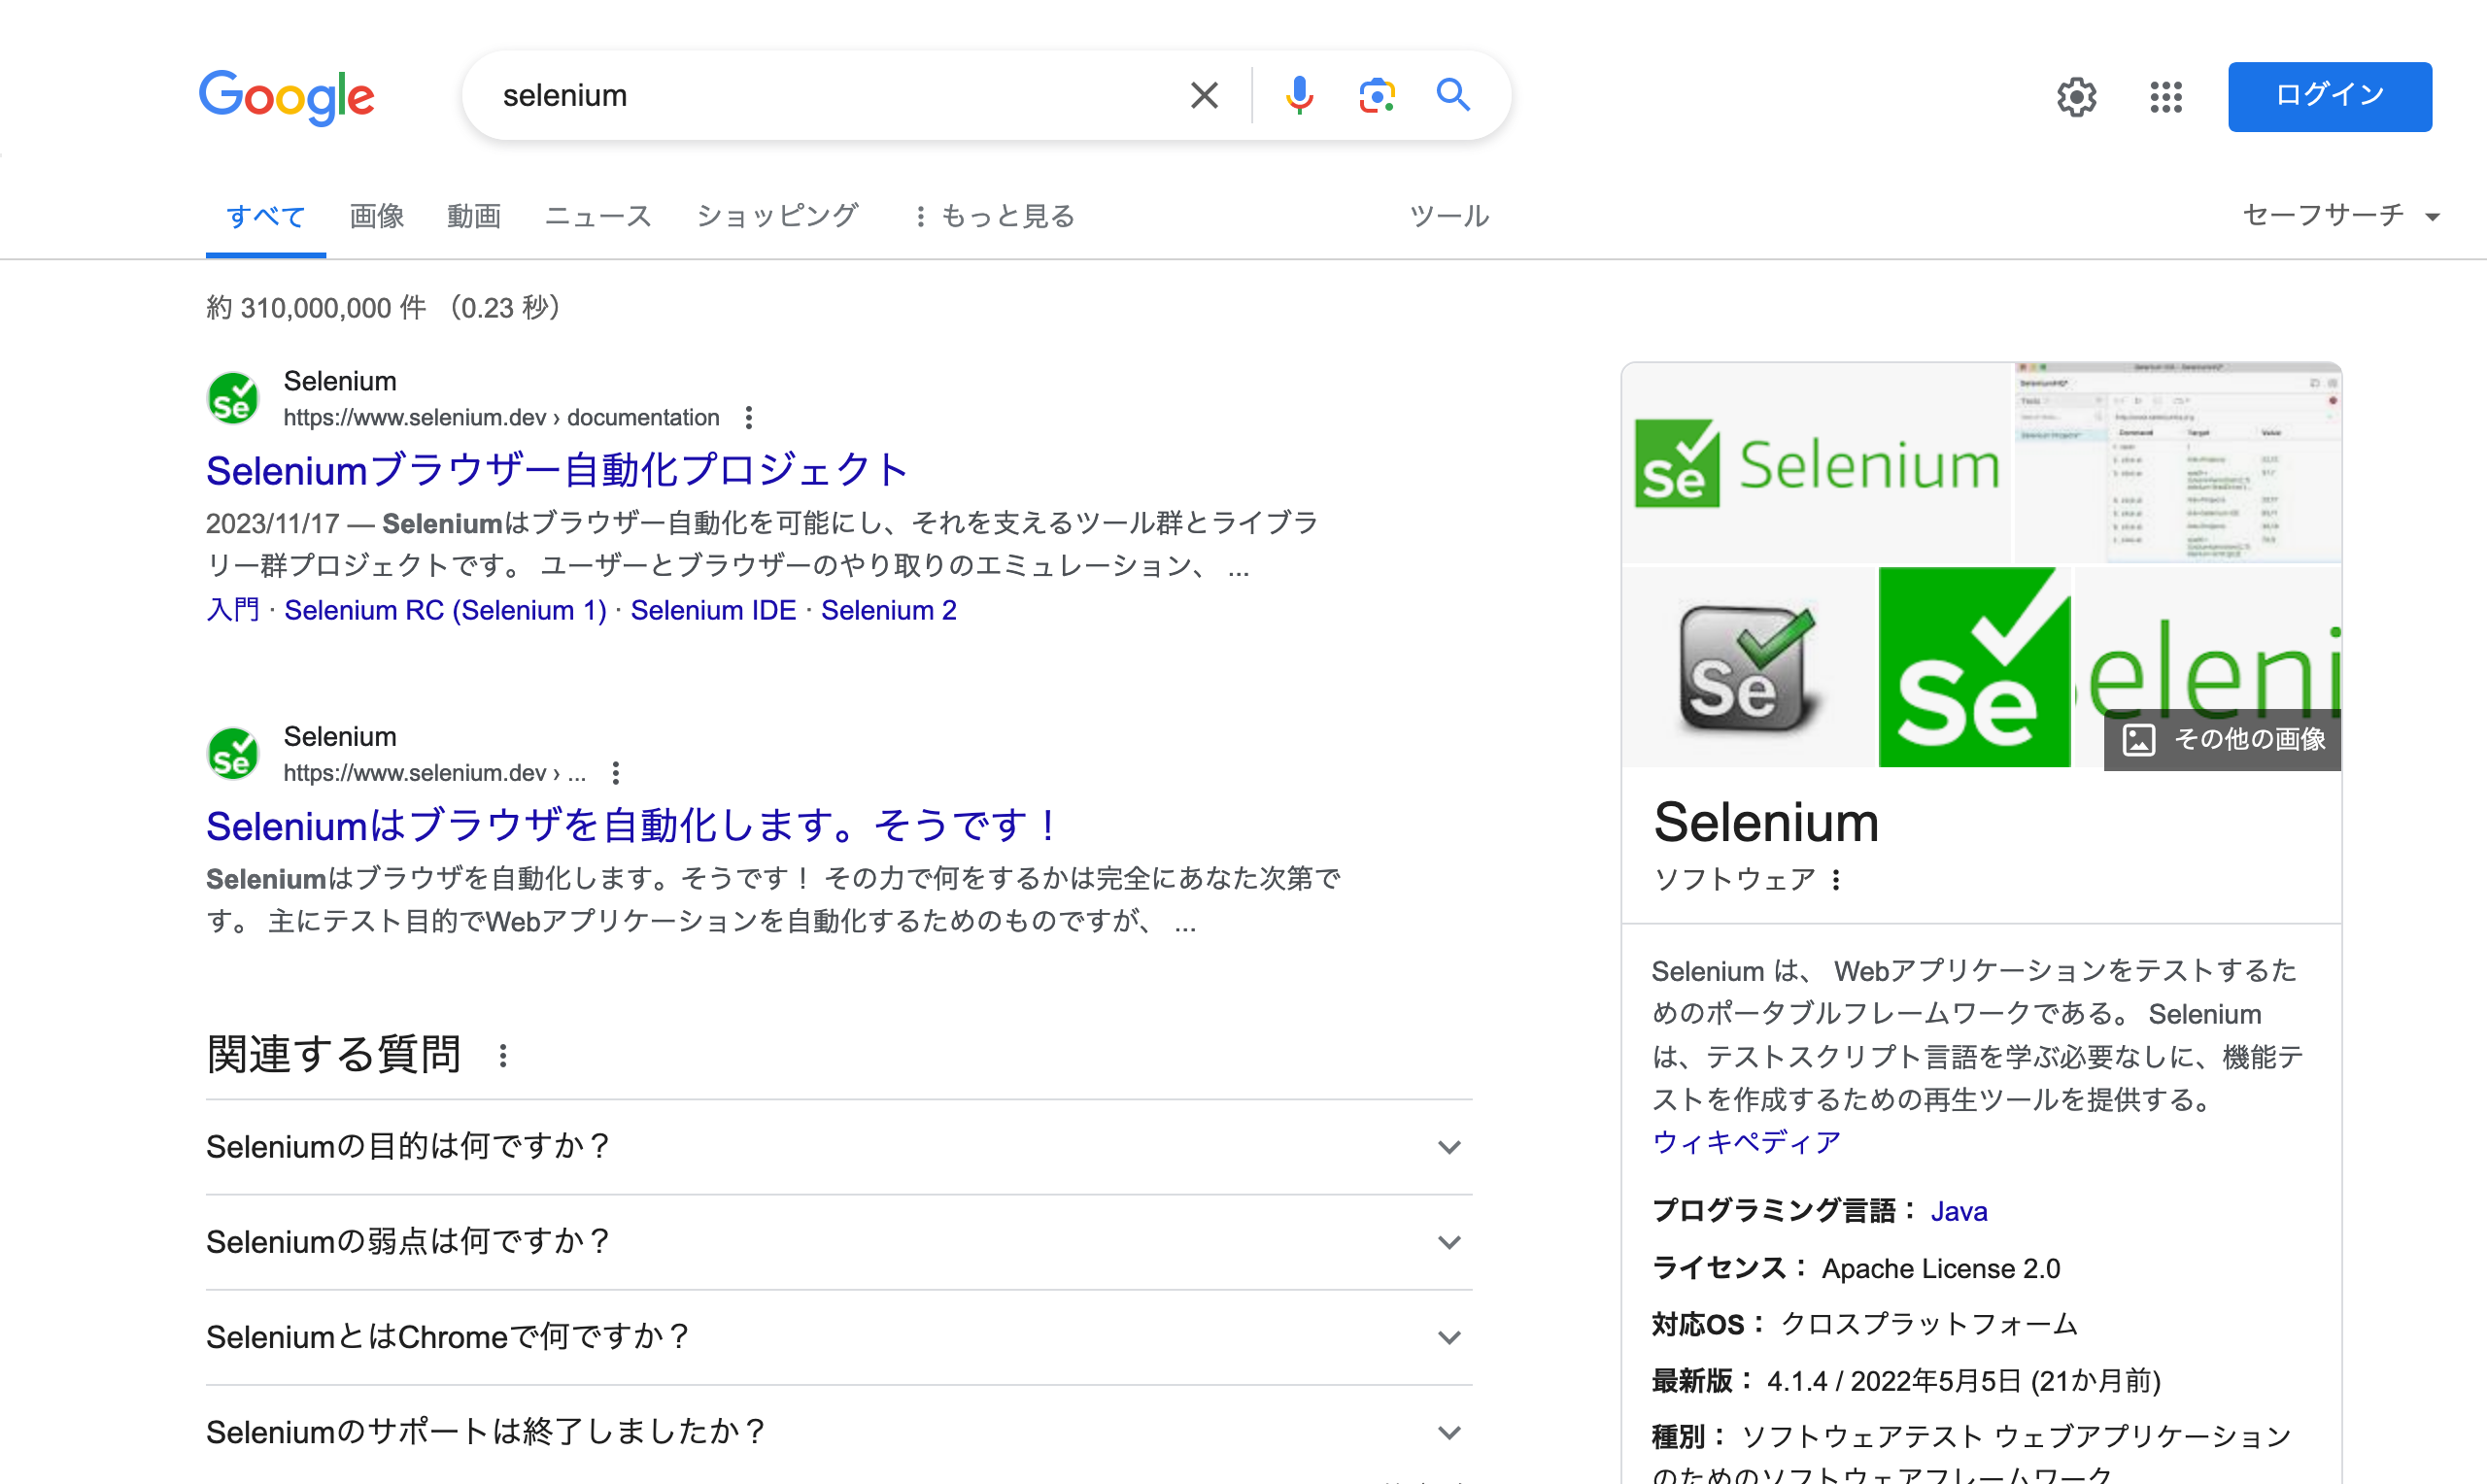 Google
selenium
ログイン
すべて 画像 動画 ニュース ショッピング もっと見る ツール セーフサーチ
約 310,000,000 件 （0.23 秒）
Selenium
https://www.selenium.dev › documentation
Seleniumブラウザー自動化プロジェクト
2023/11/17 — Seleniumはブラウザー自動化を可能にし、それを支えるツール群とライブラ
リー群プロジェクトです。 ユーザーとブラウザーのやり取りのエミュレーション、 ...
入門 · Selenium RC (Selenium 1) · Selenium IDE · Selenium 2
Selenium
https://www.selenium.dev › ...
Seleniumはブラウザを自動化します。そうです！
Seleniumはブラウザを自動化します。そうです！ その力で何をするかは完全にあなた次第で
す。 主にテスト目的でWebアプリケーションを自動化するためのものですが、 ...
関連する質問
Seleniumの目的は何ですか？
Seleniumの弱点は何ですか？
SeleniumとはChromeで何ですか？
Seleniumのサポートは終了しましたか？
Se Selenium
Se
Se
eleni
その他の画像
Selenium
ソフトウェア
Selenium は、 Webアプリケーションをテストするた
めのポータブルフレームワークである。 Selenium
は、テストスクリプト言語を学ぶ必要なしに、機能テ
ストを作成するための再生ツールを提供する。
ウィキペディア
プログラミング言語： Java
ライセンス： Apache License 2.0
対応OS： クロスプラットフォーム
最新版： 4.1.4 / 2022年5月5日 (21か月前)
種別： ソフトウェアテスト ウェブアプリケーション
のためのソフトウェアフレームワーク